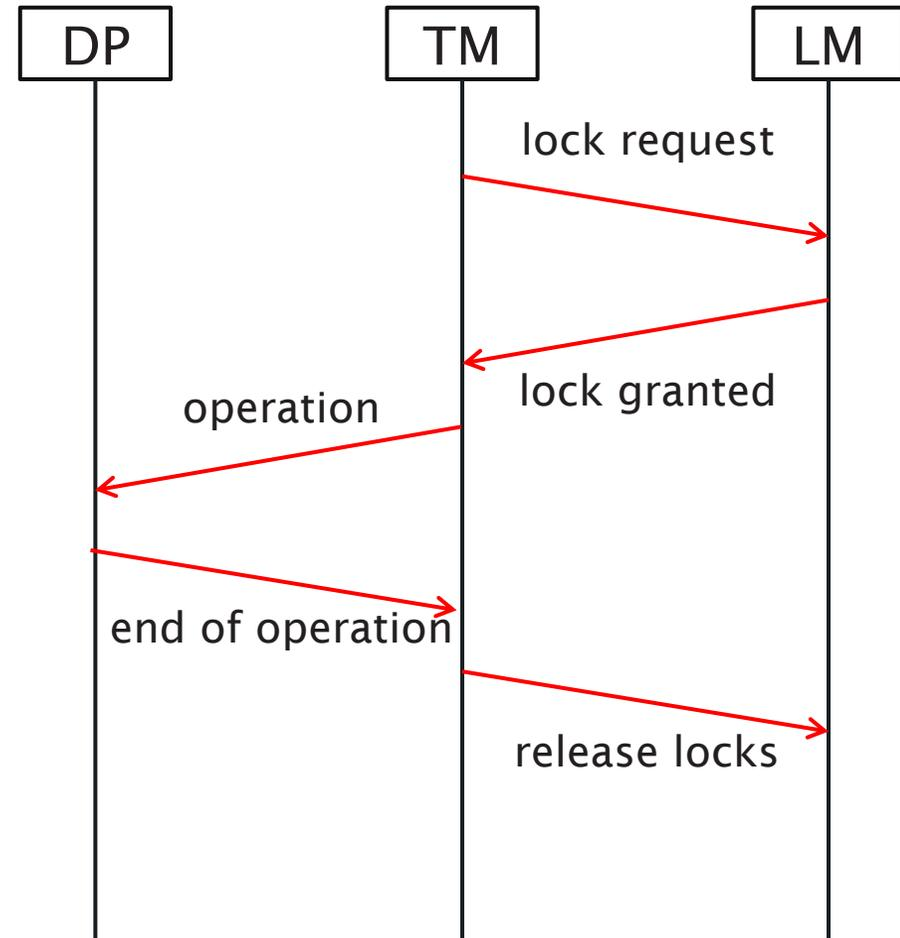 DP
TM
LM
lock request
lock granted
operation
end of operation
release locks